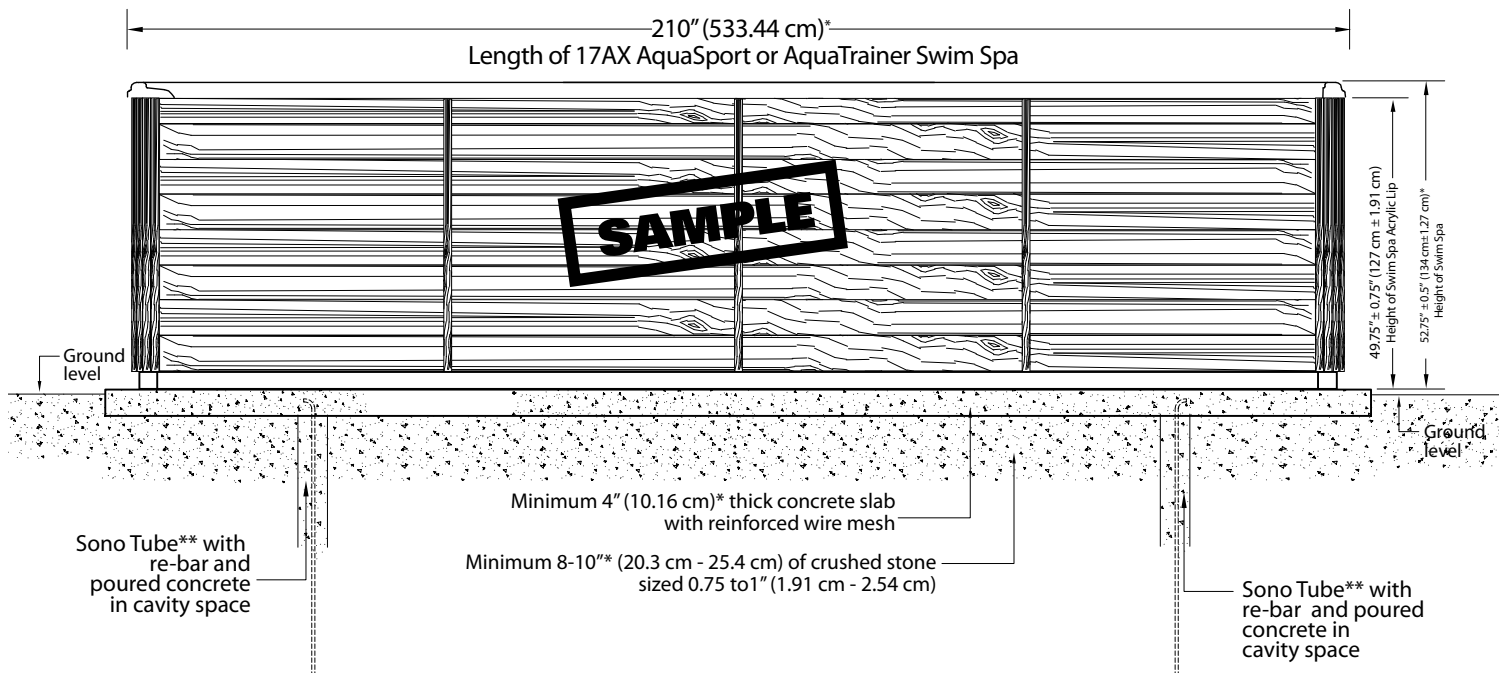 210" (533.44 cm)*
Length of 17AX AquaSport or AquaTrainer Swim Spa
SAMPLE
49.75" ± 0.75" (127 cm ± 1.91 cm)
Height of Swim Spa Acrylic Lip
52.75" ± 0.5" (134 cm± 1.27 cm)*
Height of Swim Spa
Ground
level
Ground
level
Minimum 4" (10.16 cm)* thick concrete slab
with reinforced wire mesh
Minimum 8-10"* (20.3 cm - 25.4 cm) of crushed stone
sized 0.75 to1" (1.91 cm - 2.54 cm)
Sono Tube** with
re-bar and
poured concrete
in cavity space
Sono Tube** with
re-bar and poured
concrete in
cavity space